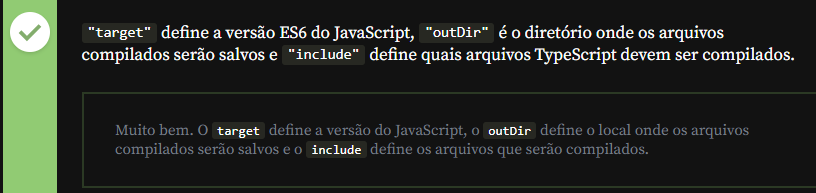 "target" define a versão ES6 do JavaScript, "outDir" é o diretório onde os arquivos
compilados serão salvos e "include" define quais arquivos TypeScript devem ser compilados.
Muito bem. O target define a versão do JavaScript, o outDir define o local onde os arquivos
compilados serão salvos e o include define os arquivos que serão compilados.